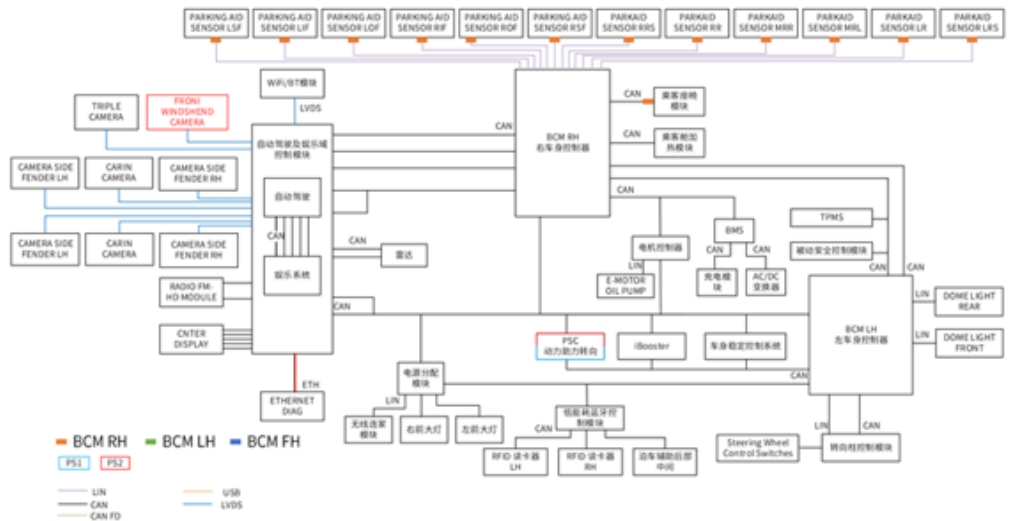 PARKING AID
SENSOR LSF
PARKING AID
SENSOR LIF
PARKING AID
SENSOR LOF
PARKING AID
SENSOR RIF
PARKING AID
SENSOR ROF
PARKING AID
SENSOR RSF
PARKAID
SENSOR RRS
PARKAID
SENSOR RR
PARKAID
SENSOR MRR
PARKAID
SENSOR MRL
PARKAID
SENSOR LR
PARKAID
SENSOR LRS
WiFi/BT模块
LVDS
TRIPLE
CAMERA
FRONI
WINDSHEND
CAMERA
自动驾驶及娱乐域
控制模块
CAN
BCM RH
右车身控制器
CAN
乘客座椅
模块
CAN
乘客舱加
热模块
CAMERA SIDE
FENDER LH
CARIN
CAMERA
CAMERA SIDE
FENDER RH
自动驾驶
CAN
娱乐系统
CAMERA SIDE
FENDER LH
CARIN
CAMERA
CAMERA SIDE
FENDER RH
CAN
雷达
CAN
电机控制器
LIN
E-MOTOR
OIL PUMP
BMS
CAN
CAN
充电模
块
AC/DC
变换器
TPMS
被动安全控制模块
CAN
CAN
RADIO FM-
HD MODULE
CNTER
DISPLAY
CAN
BCM LH
左车身控制器
LIN
DOME LIGHT
REAR
LIN
DOME LIGHT
FRONT
PSC
动力助力转向
iBooster
车身稳定控制系统
CAN
ETH
ETHERNET
DIAG
电源分配
模块
LIN
无线连家
模块
右前大灯
左前大灯
低能耗蓝牙控
制模块
CAN
RFID 读卡器
LH
RFID 读卡器
RH
泊车辅助后部
中间
LIN
CAN
Steering Wheel
Control Switches
转向柱控制模块
BCM RH
BCM LH
BCM FH
PS1
PS2
LIN
CAN
CAN FD
USB
LVDS